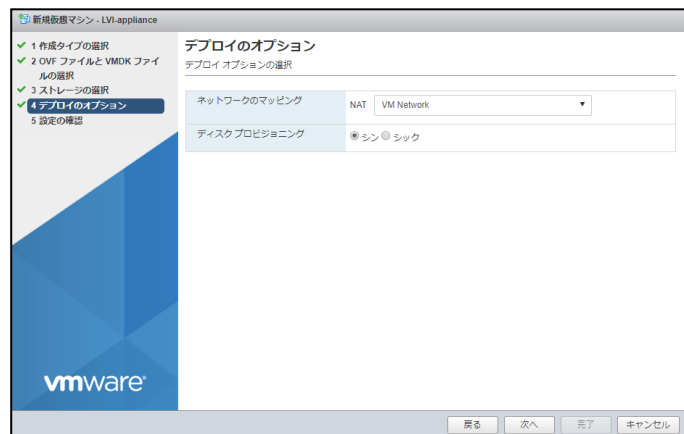 新規仮想マシン - LVI-appliance
1 作成タイプの選択
2 OVF ファイルと VMDK ファイ
ルの選択
3 ストレージの選択
4 デプロイのオプション
5 設定の確認
デプロイのオプション
デプロイ オプションの選択
ネットワークのマッピング
NAT VM Network
ディスク プロビジョニング
シン シック
vmware®
戻る 次へ 完了 キャンセル